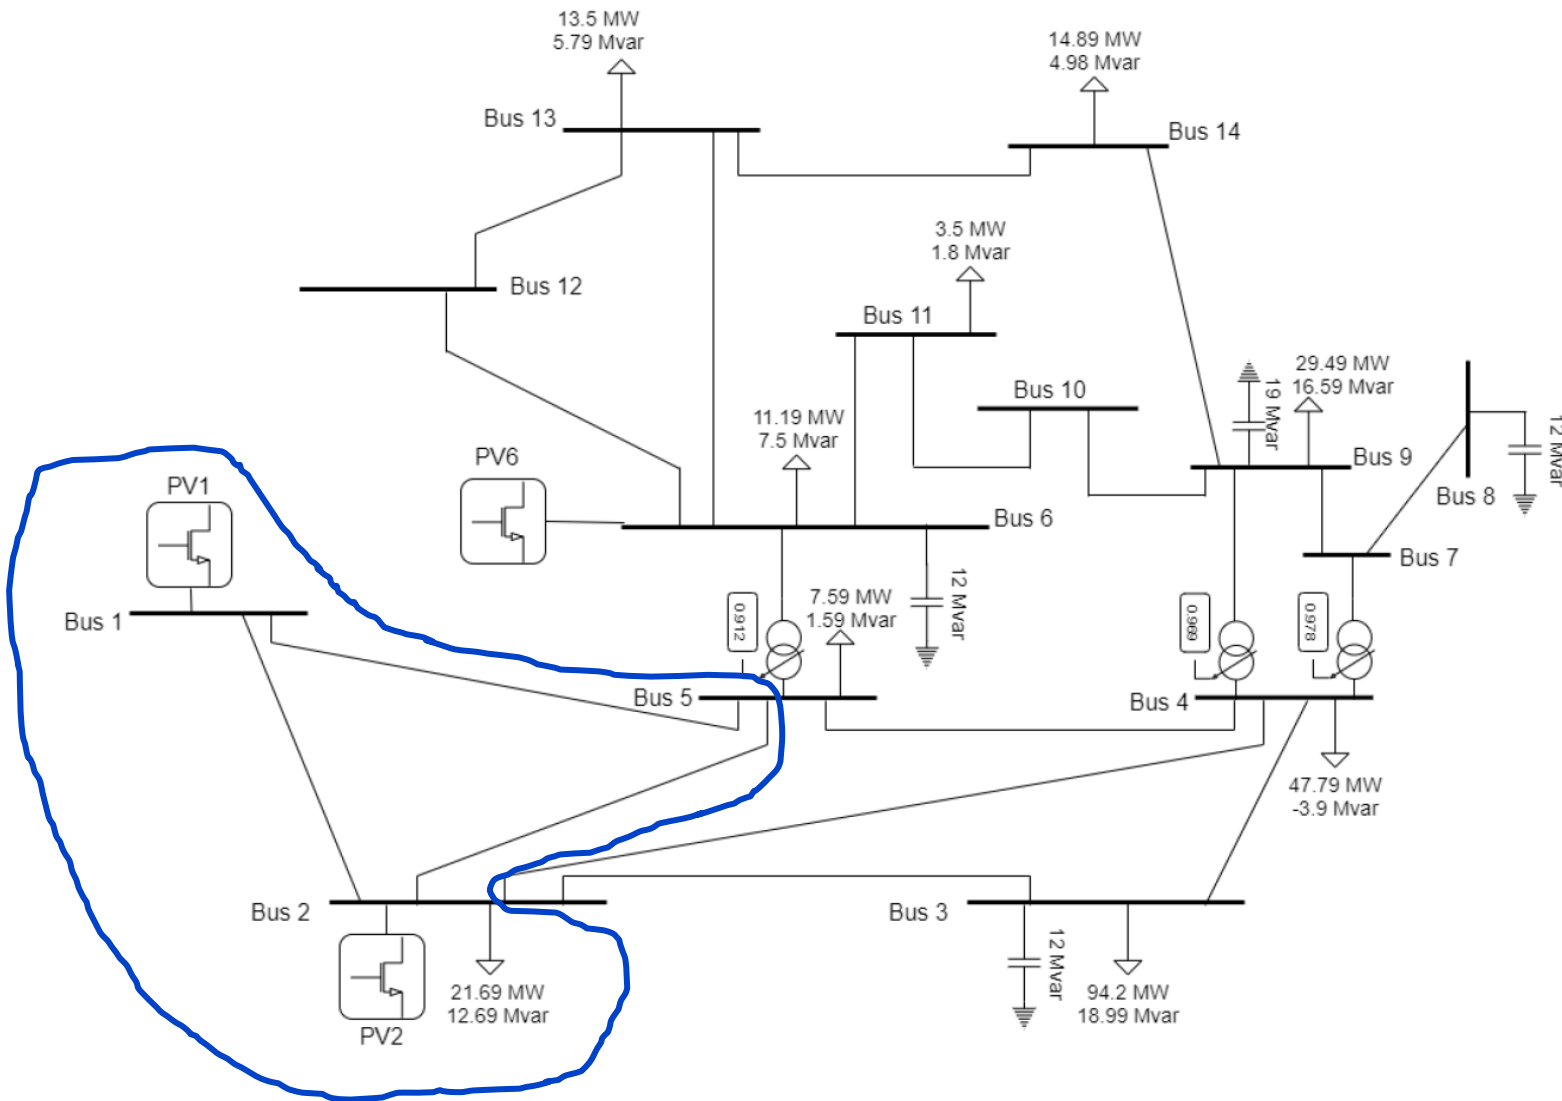 13.5 MW
5.79 Mvar
14.89 MW
4.98 Mvar
Bus 13
Bus 14
3.5 MW
1.8 Mvar
Bus 12
Bus 11
29.49 MW
16.59 Mvar
19 Mvar
Bus 10
11.19 MW
7.5 Mvar
12 Mvar
PV6
Bus 9
Bus 8
PV1
Bus 6
Bus 7
12 Mvar
7.59 MW
1.59 Mvar
0.912
0.969
0.978
Bus 1
Bus 5
Bus 4
47.79 MW
-3.9 Mvar
Bus 2
Bus 3
12 Mvar
21.69 MW
12.69 Mvar
94.2 MW
18.99 Mvar
PV2